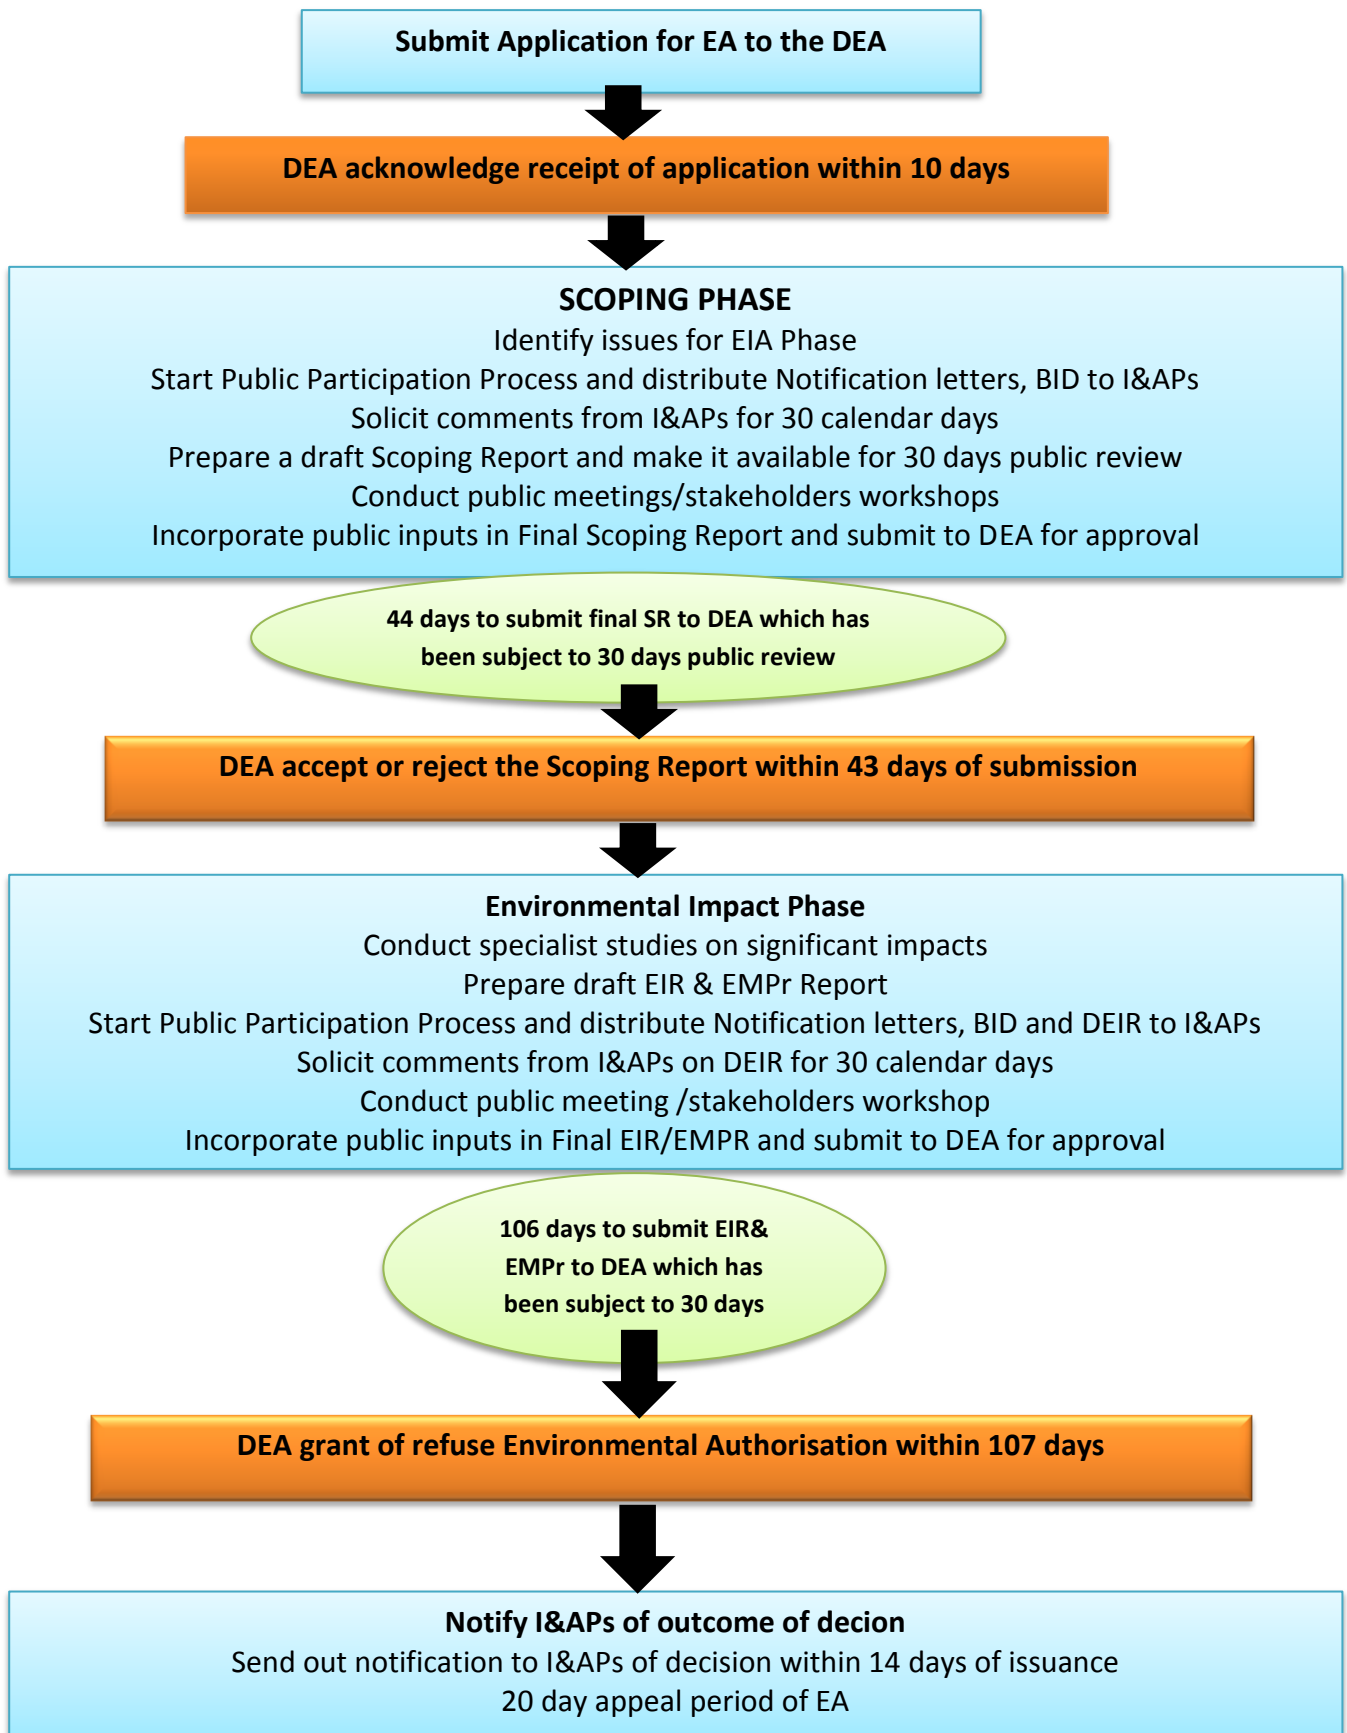 Submit Application for EA to the DEA
DEA acknowledge receipt of application within 10 days
SCOPING PHASE
Identify issues for EIA Phase
Start Public Participation Process and distribute Notification letters, BID to I&APs
Solicit comments from I&APs for 30 calendar days
Prepare a draft Scoping Report and make it available for 30 days public review
Conduct public meetings/stakeholders workshops
Incorporate public inputs in Final Scoping Report and submit to DEA for approval
44 days to submit final SR to DEA which has
been subject to 30 days public review
DEA accept or reject the Scoping Report within 43 days of submission
Environmental Impact Phase
Conduct specialist studies on significant impacts
Prepare draft EIR & EMPr Report
Start Public Participation Process and distribute Notification letters, BID and DEIR to I&APs
Solicit comments from I&APs on DEIR for 30 calendar days
Conduct public meeting /stakeholders workshop
Incorporate public inputs in Final EIR/EMPR and submit to DEA for approval
106 days to submit EIR&
EMPr to DEA which has
been subject to 30 days
DEA grant of refuse Environmental Authorisation within 107 days
Notify I&APs of outcome of decion
Send out notification to I&APs of decision within 14 days of issuance
20 day appeal period of EA